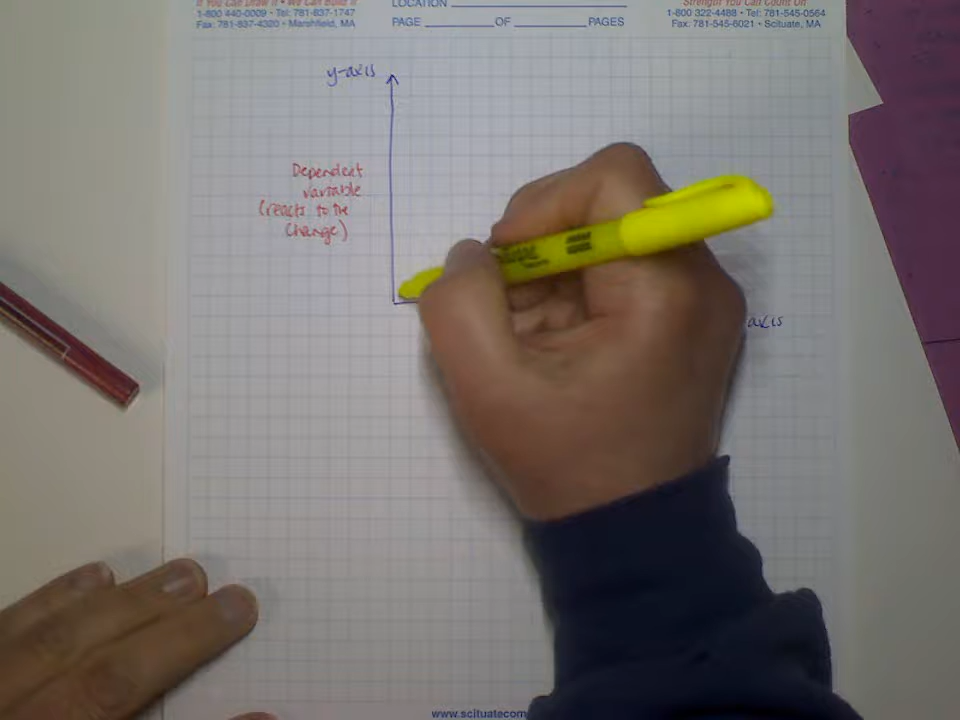 If You Can Draw It • We Can Build It
1-800 440-0009 • Tel: 781-837-1747
Fax: 781-837-4320 • Marshfield, MA
LOCATION
PAGE OF PAGES
Strength You Can Count On
1-800 322-4488 • Tel: 781-545-0564
Fax: 781-545-6021 • Scituate, MA
y-axis
Dependent
variable
(reacts to the
change)
axis
www.scituatecon